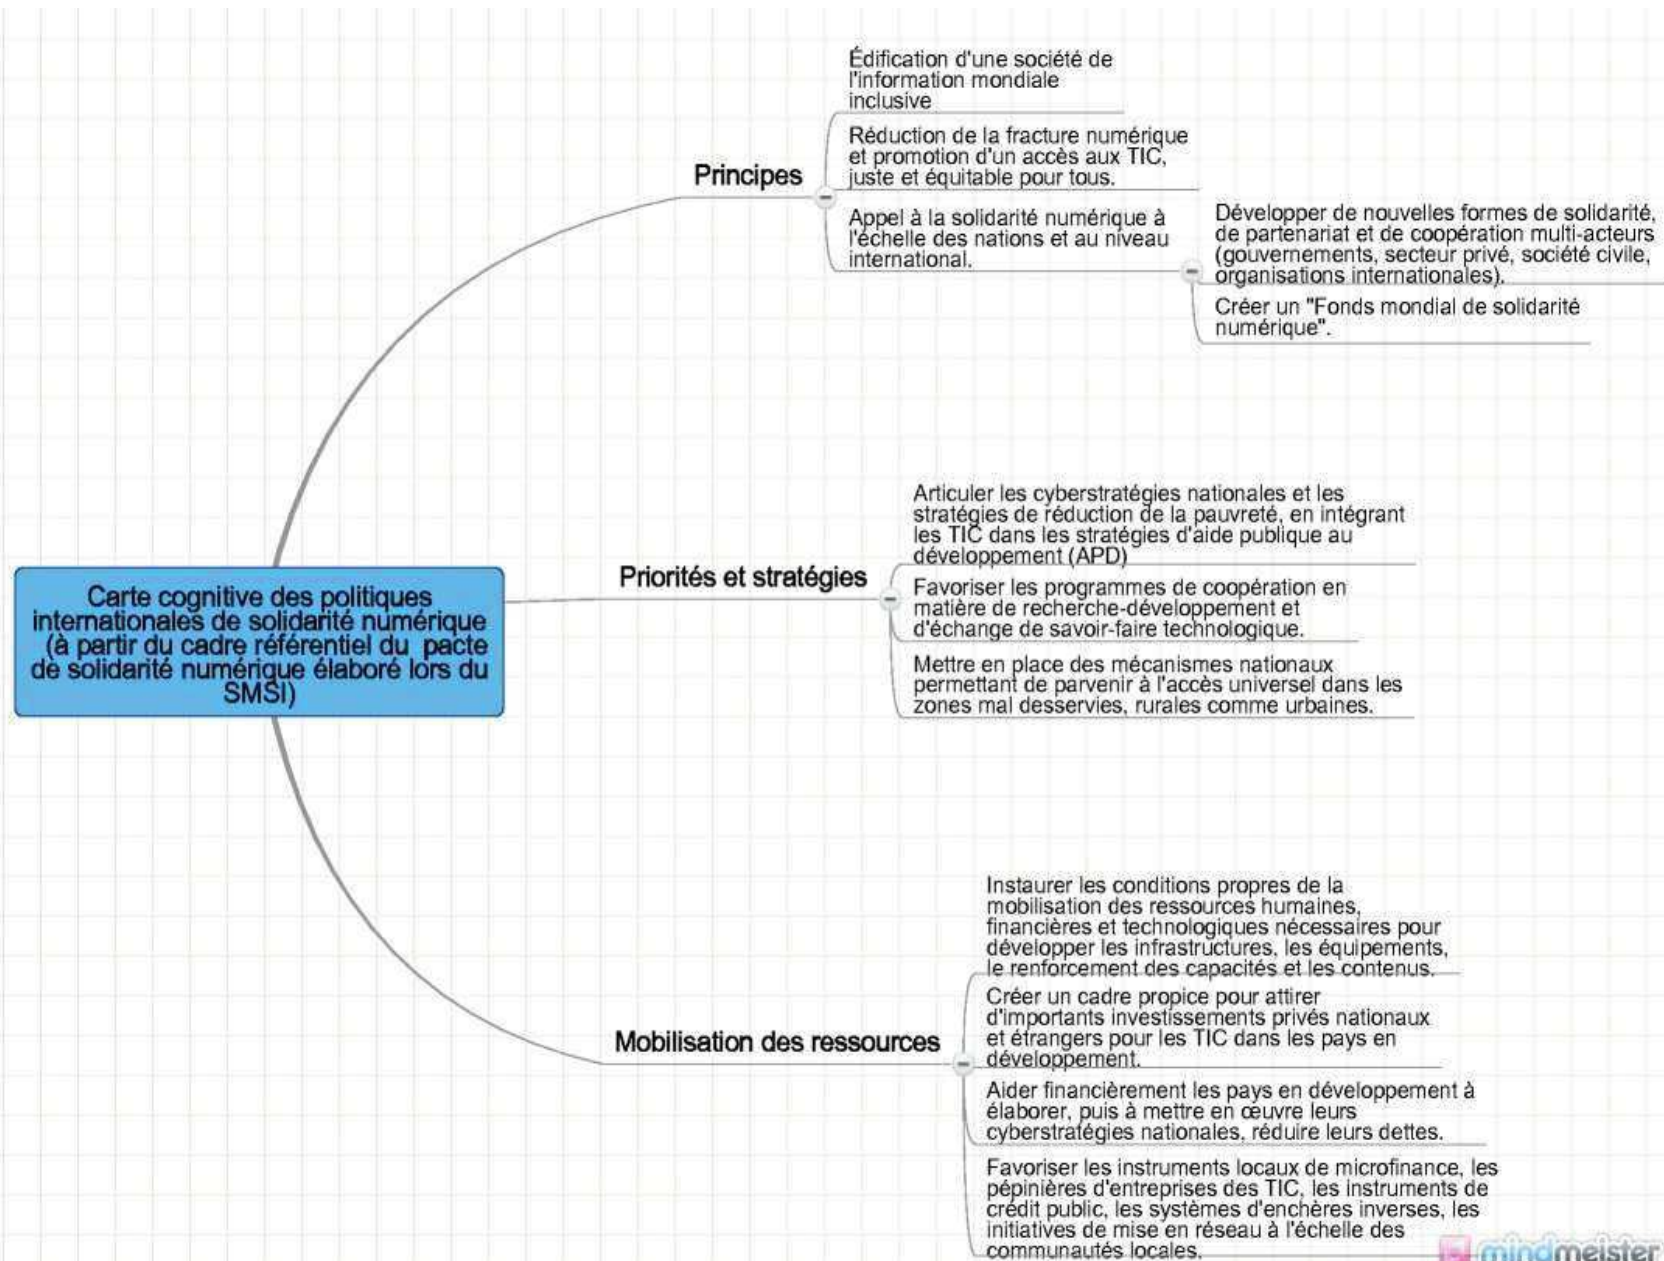 Édification d'une société de
l'information mondiale
inclusive
Réduction de la fracture numérique
et promotion d'un accès aux TIC,
juste et équitable pour tous.
Principes
Appel à la solidarité numérique à
l'échelle des nations et au niveau
international.
Développer de nouvelles formes de solidarité,
de partenariat et de coopération multi-acteurs
(gouvernements, secteur privé, société civile,
organisations internationales).
Créer un "Fonds mondial de solidarité
numérique".
Carte cognitive des politiques
internationales de solidarité numérique
(à partir du cadre référentiel du pacte
de solidarité numérique élaboré lors du
SMSI)
Priorités et stratégies
Articuler les cyberstratégies nationales et les
stratégies de réduction de la pauvreté, en intégrant
les TIC dans les stratégies d'aide publique au
développement (APD)
Favoriser les programmes de coopération en
matière de recherche-développement et
d'échange de savoir-faire technologique.
Mettre en place des mécanismes nationaux
permettant de parvenir à l'accès universel dans les
zones mal desservies, rurales comme urbaines.
Mobilisation des ressources
Instaurer les conditions propres de la
mobilisation des ressources humaines,
financières et technologiques nécessaires pour
développer les infrastructures, les équipements,
le renforcement des capacités et les contenus.
Créer un cadre propice pour attirer
d'importants investissements privés nationaux
et étrangers pour les TIC dans les pays en
développement.
Aider financièrement les pays en développement à
élaborer, puis à mettre en œuvre leurs
cyberstratégies nationales, réduire leurs dettes.
Favoriser les instruments locaux de microfinance, les
pépinières d'entreprises des TIC, les instruments de
crédit public, les systèmes d'enchères inverses, les
initiatives de mise en réseau à l'échelle des
communautés locales.
mindmeister